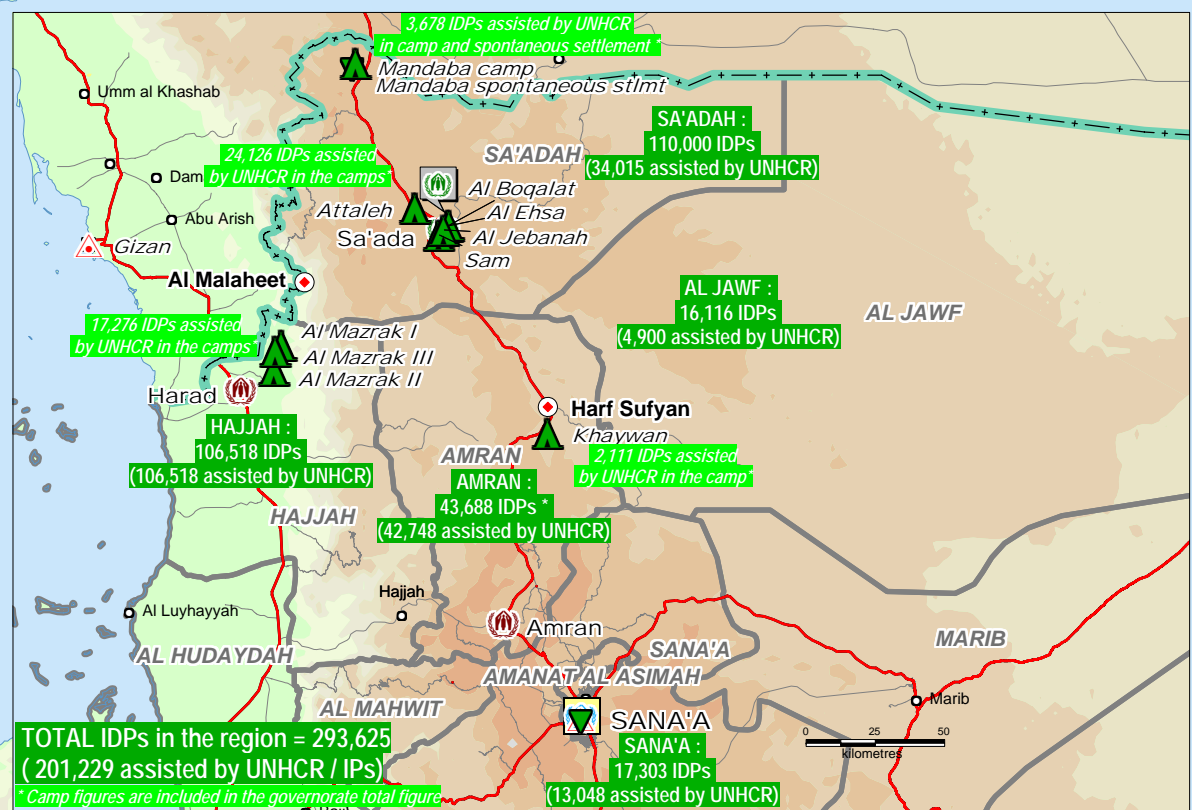 3,678 IDPs assisted by UNHCR
in camp and spontaneous settlement *
Mandaba camp
Mandaba spontaneous stlmt
Umm al Khashab
SA'ADAH :
110,000 IDPs
(34,015 assisted by UNHCR)
24,126 IDPs assisted
UNHCR in the camps*
SA'ADAH
Dam
by
Al Boqalat
Attaleh
Al Ehsa
Abu Arish
Sa'ada
Al Jebanah
Gizan
Sam
Al Malaheet
AL JAWF :
16,116 IDPs
(4,900 assisted by UNHCR)
AL JAWF
17,276 IDPs assisted
by UNHCR in the camps*
Al Mazrak I
Al Mazrak III
Al Mazrak II
Harad
Harf Sufyan
HAJJAH :
106,518 IDPs
(106,518 assisted by UNHCR)
Khaywan
2,111 IDPs assisted
by UNHCR in the camp*
AMRAN
AMRAN :
43,688 IDPs *
(42,748 assisted by UNHCR)
HAJJAH
Hajjah
Al Luhayyah
Amran
AL HUDAYDAH
SANA'A
MARIB
AMANAT AL ASIMAH
Marib
AL MAHWIT
SANA'A
SANA'A :
17,303 IDPs
(13,048 assisted by UNHCR)
0 25 50
kilometres
TOTAL IDPs in the region = 293,625
( 201,229 assisted by UNHCR / IPs)
* Camp figures are included in the governorate total figure